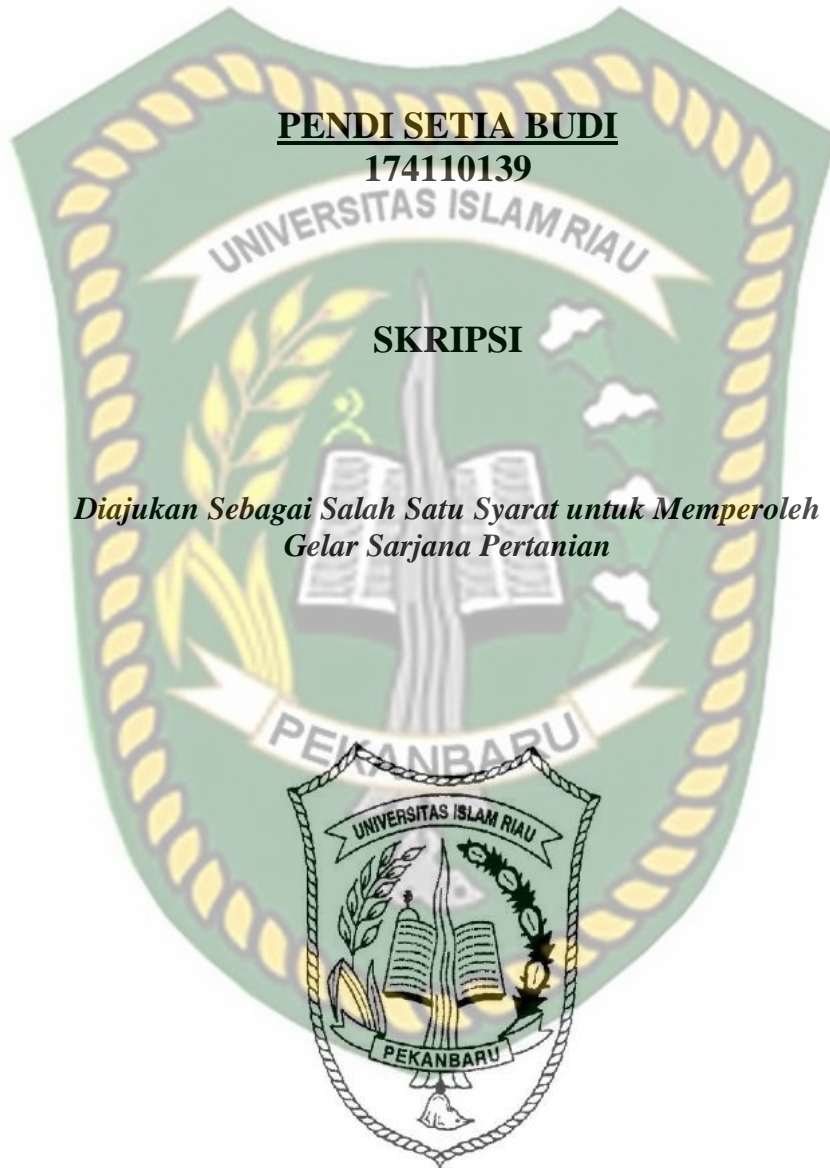 PENDI SETIA BUDI
174110139
UNIVERSITAS ISLAM RIAU
SKRIPSI
Diajukan Sebagai Salah Satu Syarat untuk Memperoleh
Gelar Sarjana Pertanian
PEKANBARU
UNIVERSITAS ISLAM RIAU
PEKANBARU